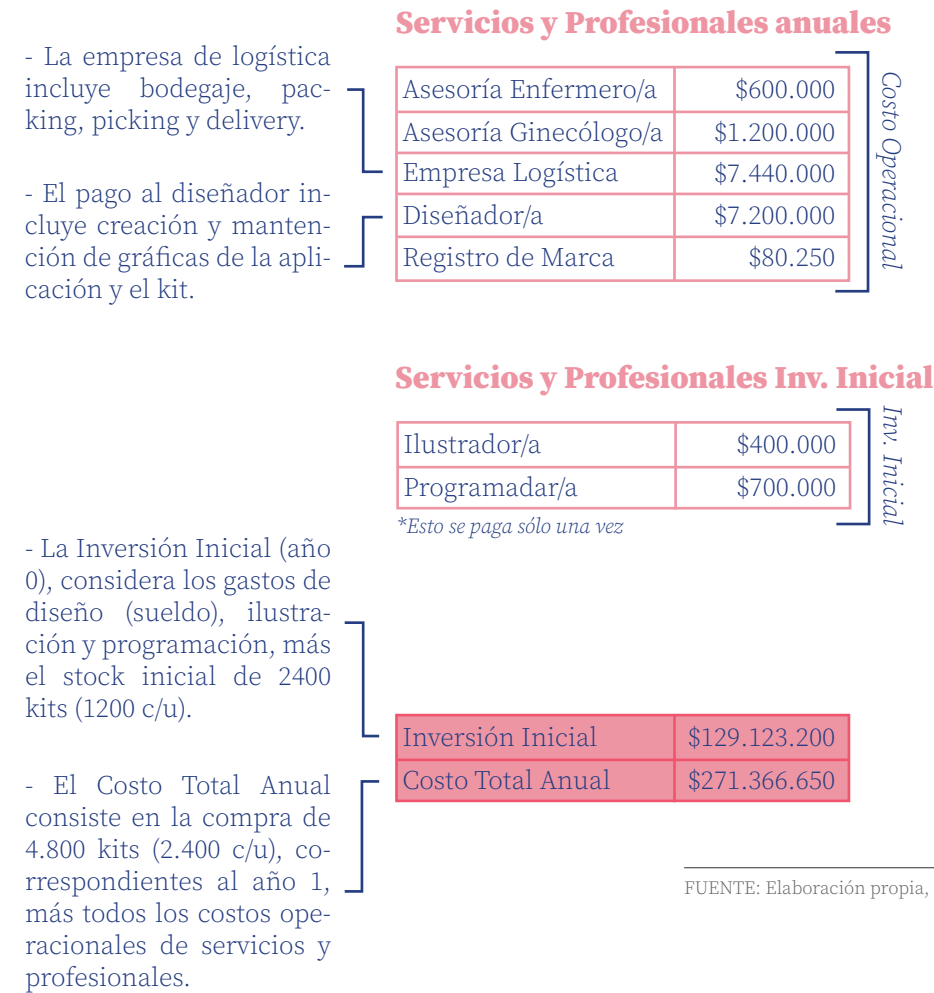 Servicios y Profesionales anuales
- La empresa de logística
incluye bodegaje, pac-
king, picking y delivery.
- El pago al diseñador in-
cluye creación y manten-
ción de gráficas de la apli-
cación y el kit.
Asesoría Enfermero/a $600.000
Asesoría Ginecólogo/a $1.200.000
Empresa Logística $7.440.000
Diseñador/a $7.200.000
Registro de Marca $80.250
Costo Operacional
Servicios y Profesionales Inv. Inicial
Ilustrador/a $400.000
Programadar/a $700.000
*Esto se paga sólo una vez
Inv. Inicial
- La Inversión Inicial (año
0), considera los gastos de
diseño (sueldo), ilustra-
ción y programación, más
el stock inicial de 2400
kits (1200 c/u).
- El Costo Total Anual
consiste en la compra de
4.800 kits (2.400 c/u), co-
rrespondientes al año 1,
más todos los costos ope-
racionales de servicios y
profesionales.
Inversión Inicial $129.123.200
Costo Total Anual $271.366.650
FUENTE: Elaboración propia,